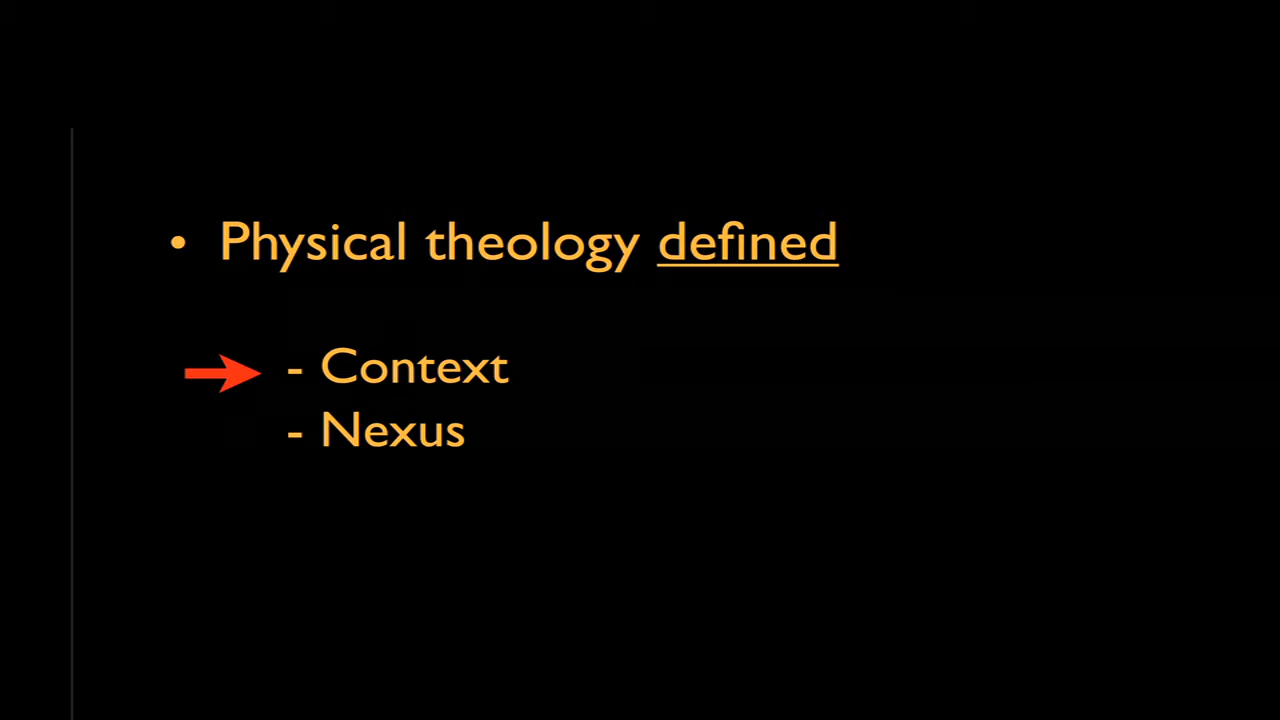 • Physical theology defined
- Context
- Nexus